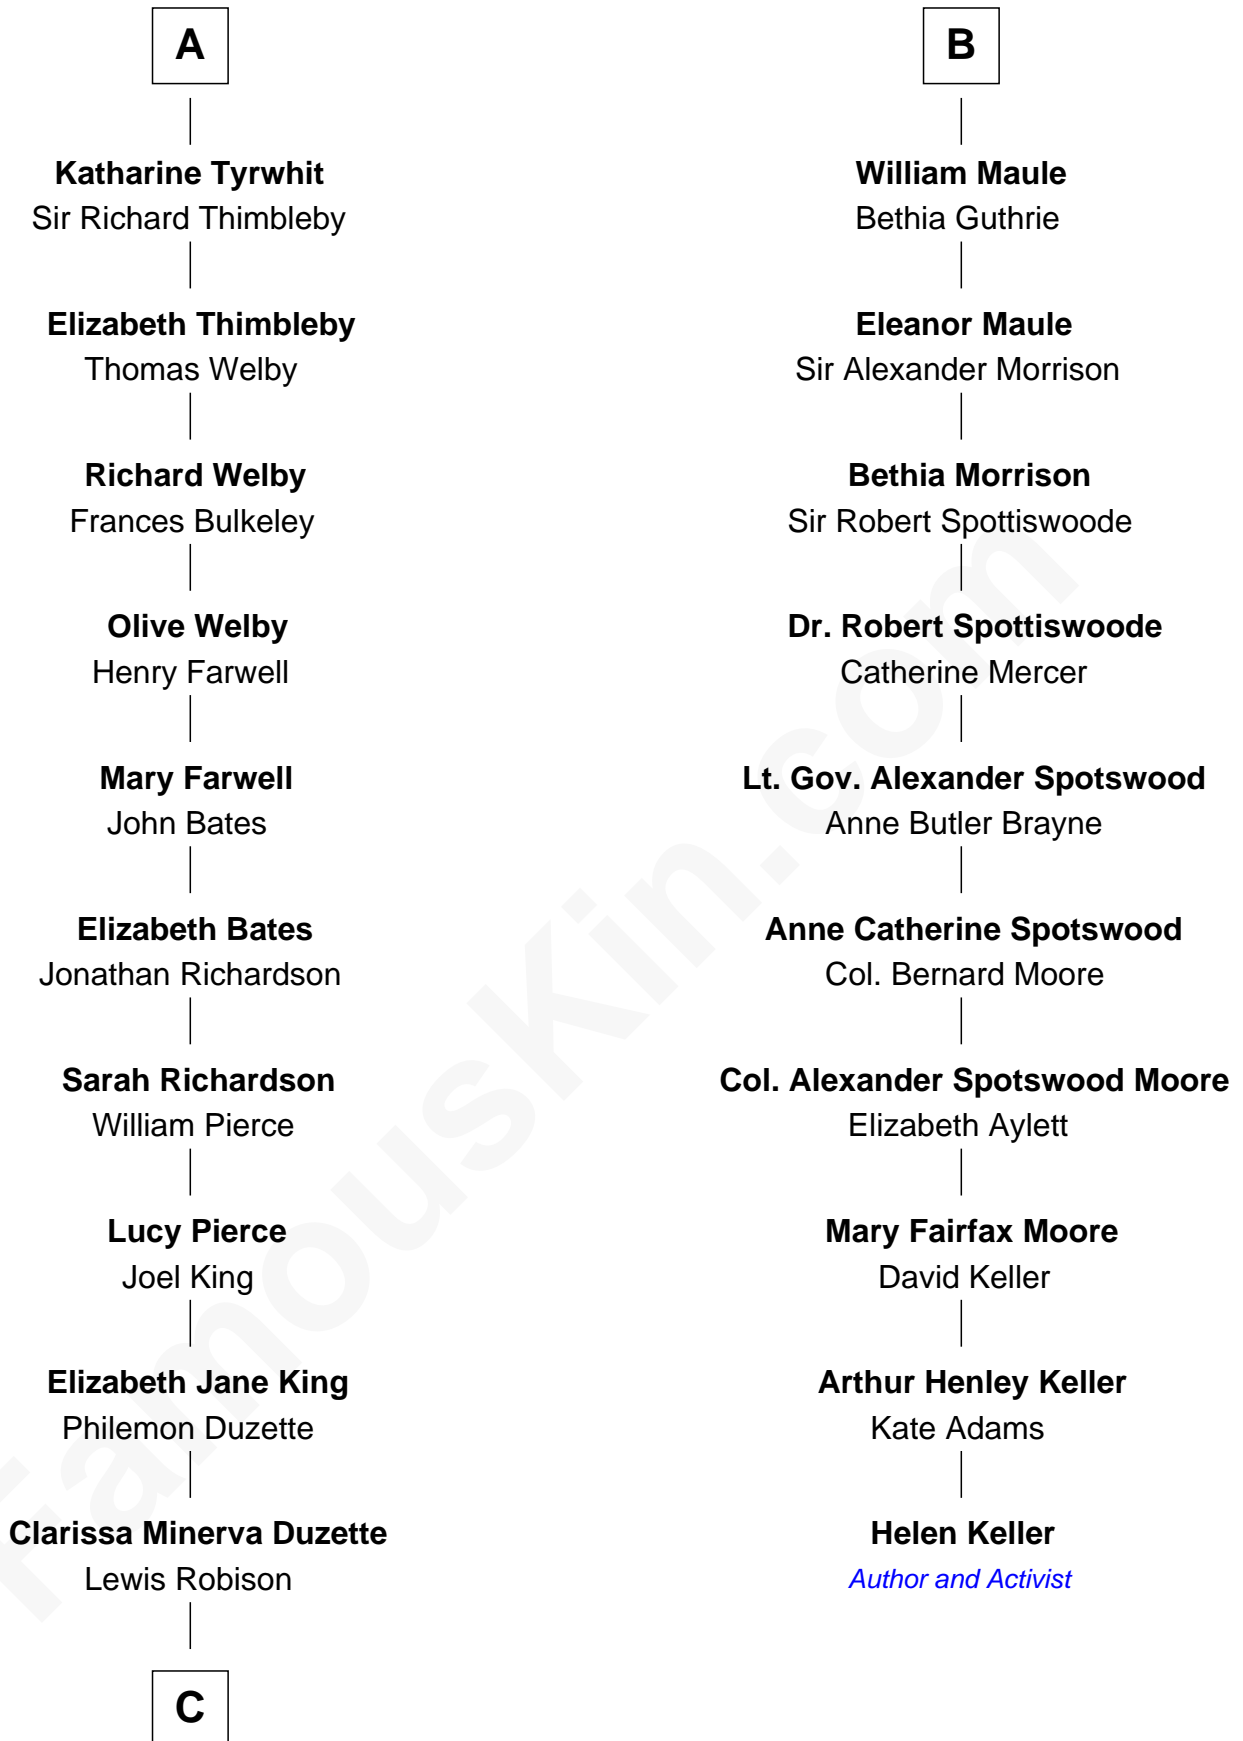 A
Katharine Tyrwhit
Sir Richard Thimbleby
Elizabeth Thimbleby
Thomas Welby
Richard Welby
Frances Bulkeley
Olive Welby
Henry Farwell
Mary Farwell
John Bates
Elizabeth Bates
Jonathan Richardson
Sarah Richardson
William Pierce
Lucy Pierce
Joel King
Elizabeth Jane King
Philemon Duzette
Clarissa Minerva Duzette
Lewis Robison
C
B
William Maule
Bethia Guthrie
Eleanor Maule
Sir Alexander Morrison
Bethia Morrison
Sir Robert Spottiswoode
Dr. Robert Spottiswoode
Catherine Mercer
Lt. Gov. Alexander Spotswood
Anne Butler Brayne
Anne Catherine Spotswood
Col. Bernard Moore
Col. Alexander Spotswood Moore
Elizabeth Aylett
Mary Fairfax Moore
David Keller
Arthur Henley Keller
Kate Adams
Helen Keller
Author and Activist
FamousKin.com